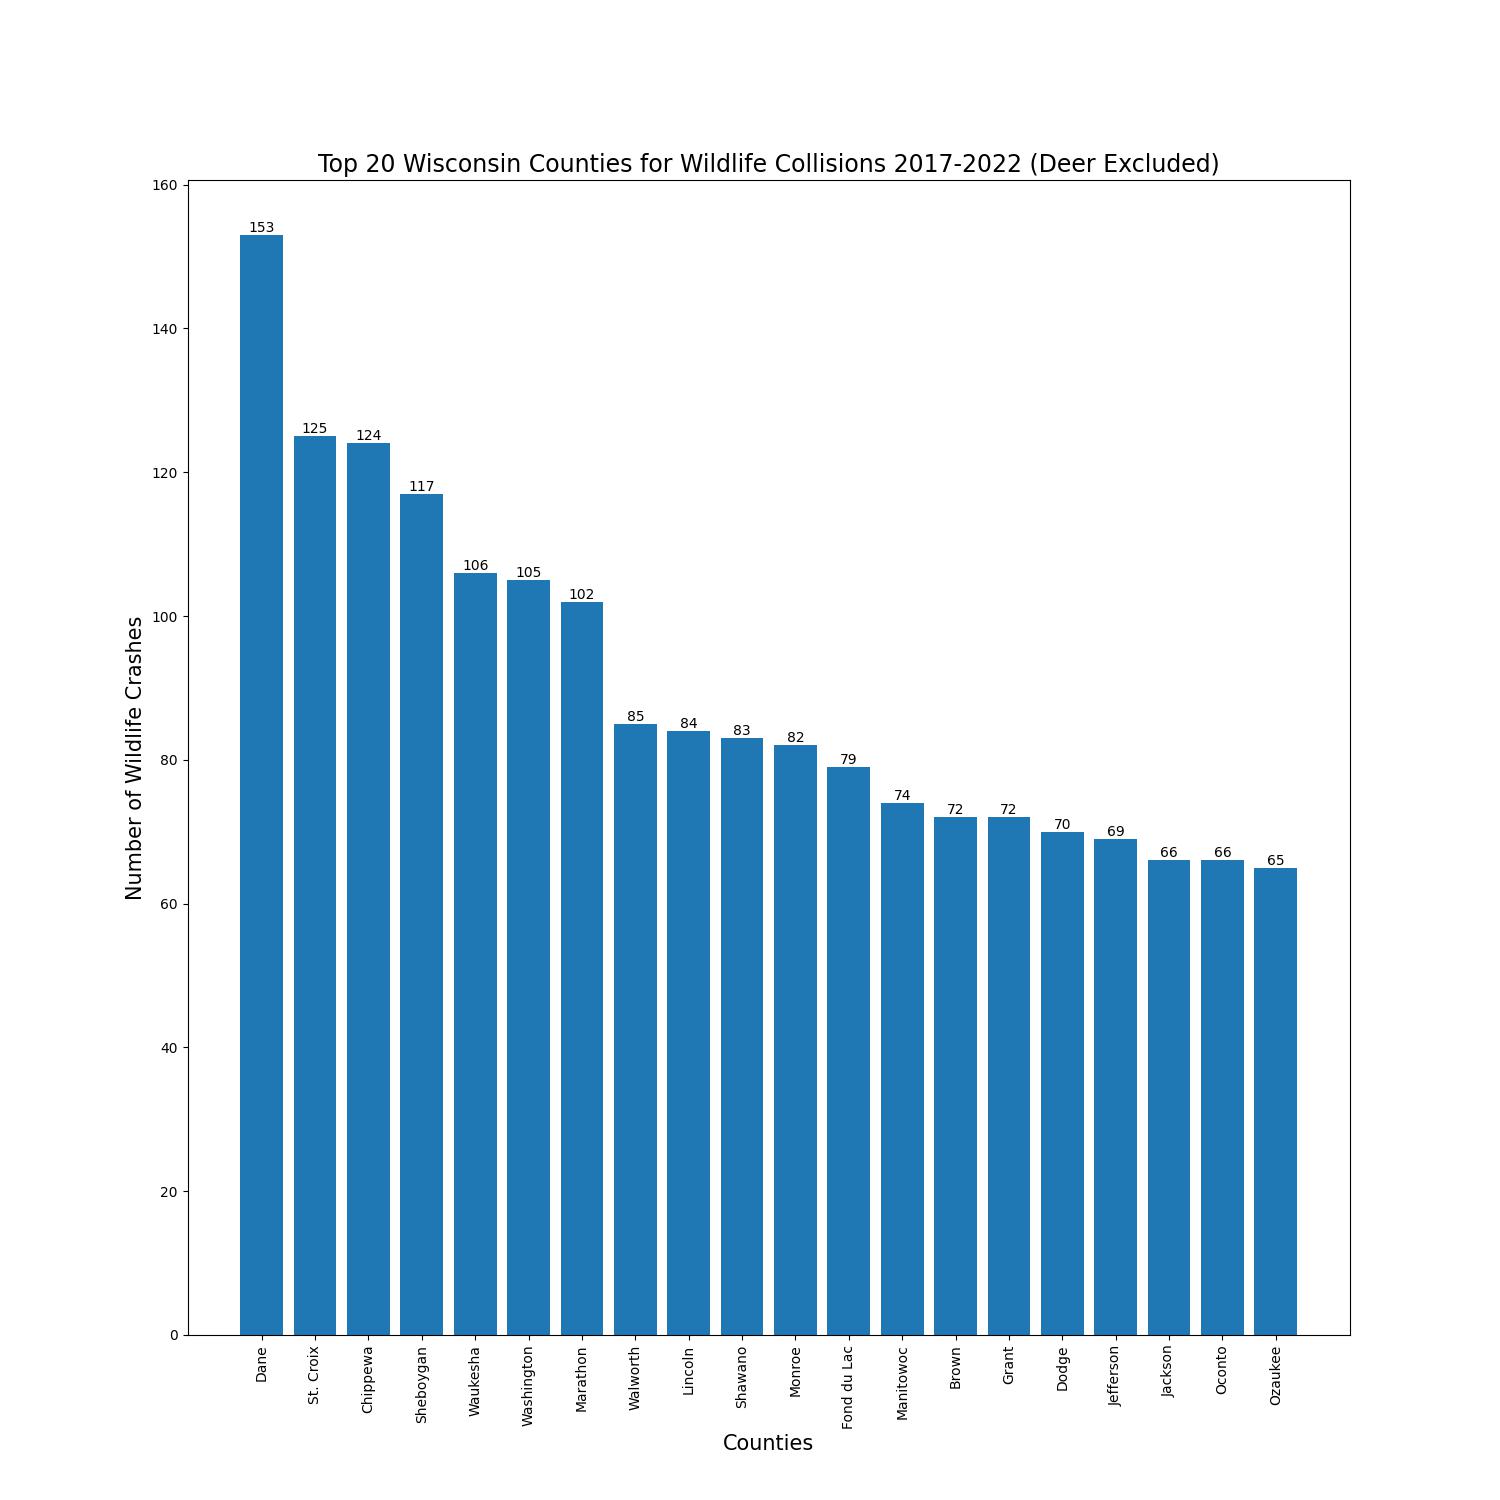 Top 20 Wisconsin Counties for Wildlife Collisions 2017-2022 (Deer Excluded)
Number of Wildlife Crashes
160
140
120
100
80
60
40
20
0
153
125
124
117
106
105
102
85
84
83
82
79
74
72
72
70
69
66
66
65
Dane
St. Croix
Chippewa
Sheboygan
Waukesha
Washington
Marathon
Walworth
Lincoln
Shawano
Monroe
Fond du Lac
Manitowoc
Brown
Grant
Dodge
Jefferson
Jackson
Oconto
Ozaukee
Counties